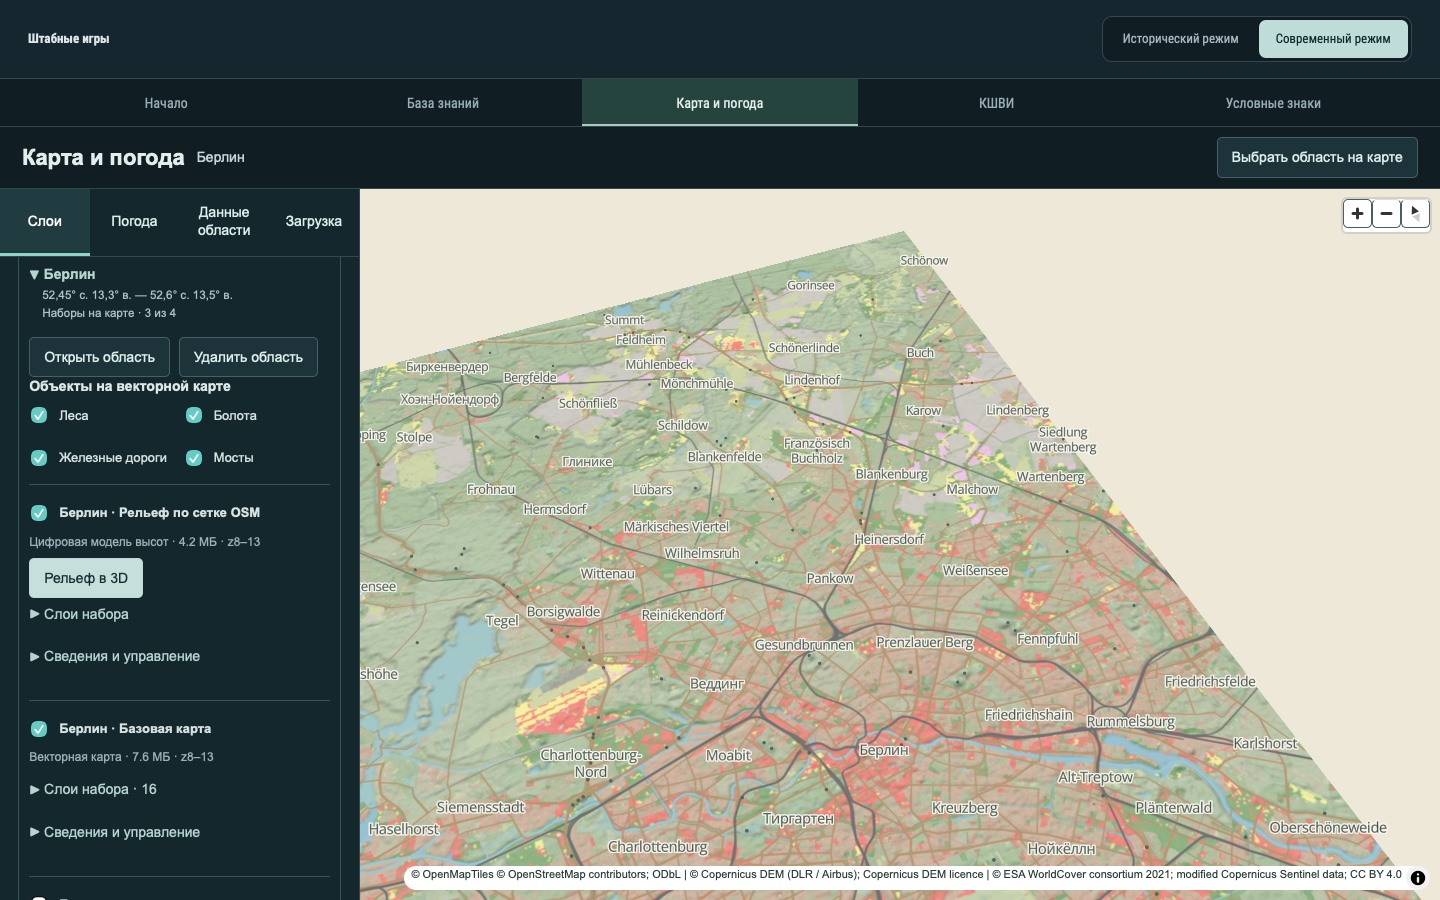 Штабные игры
Исторический режим
Современный режим
Начало
База знаний
Карта и погода
КШВИ
Условные знаки
Карта и погода Берлин
Выбрать область на карте
Слои
Погода
Данные
области
Загрузка
Берлин
52,45° с. 13,3° в. — 52,6° с. 13,5° в.
Наборы на карте · 3 из 4
Открыть область
Удалить область
Объекты на векторной карте
Леса
Болота
Железные дороги
Мосты
Берлин · Рельеф по сетке OSM
Цифровая модель высот · 4.2 МБ · z8–13
Рельеф в 3D
Слои набора
Сведения и управление
Берлин · Базовая карта
Векторная карта · 7.6 МБ · z8–13
Слои набора · 16
Сведения и управление
Schönow
Gorinsee
Summt
Feldheim
Schönerlinde
Buch
Биркенвердер
Mühlenbeck
Bergfelde
Mönchmühle
Lindenhof
Хоэн-Нойендорф
Schönfließ
Karow
Lindenberg
Schildow
Siedlung
Wartenberg
ping
Stolpe
Französisch
Buchholz
Глинике
Blankenfelde
Blankenburg
Wartenberg
Frohnau
Lübars
Malchow
Hermsdorf
Märkisches Viertel
Heinersdorf
Wilhelmsruh
Wittenau
Pankow
Weißensee
ensee
Borsigwalde
Reinickendorf
Tegel
Gesundbrunnen
Prenzlauer Berg
Fennpfuhl
shöhe
Веддинг
Friedrichsfelde
Friedrichshain
Rummelsburg
Charlottenburg-
Nord
Moabit
Берлин
Karlshorst
Alt-Treptow
Siemensstadt
Kreuzberg
Plänterwald
Haselhorst
Тиргартен
Oberschöneweide
Charlottenburg
Нойкёллн
© OpenMapTiles © OpenStreetMap contributors; ODbL | © Copernicus DEM (DLR / Airbus); Copernicus DEM licence | © ESA WorldCover consortium 2021; modified Copernicus Sentinel data; CC BY 4.0